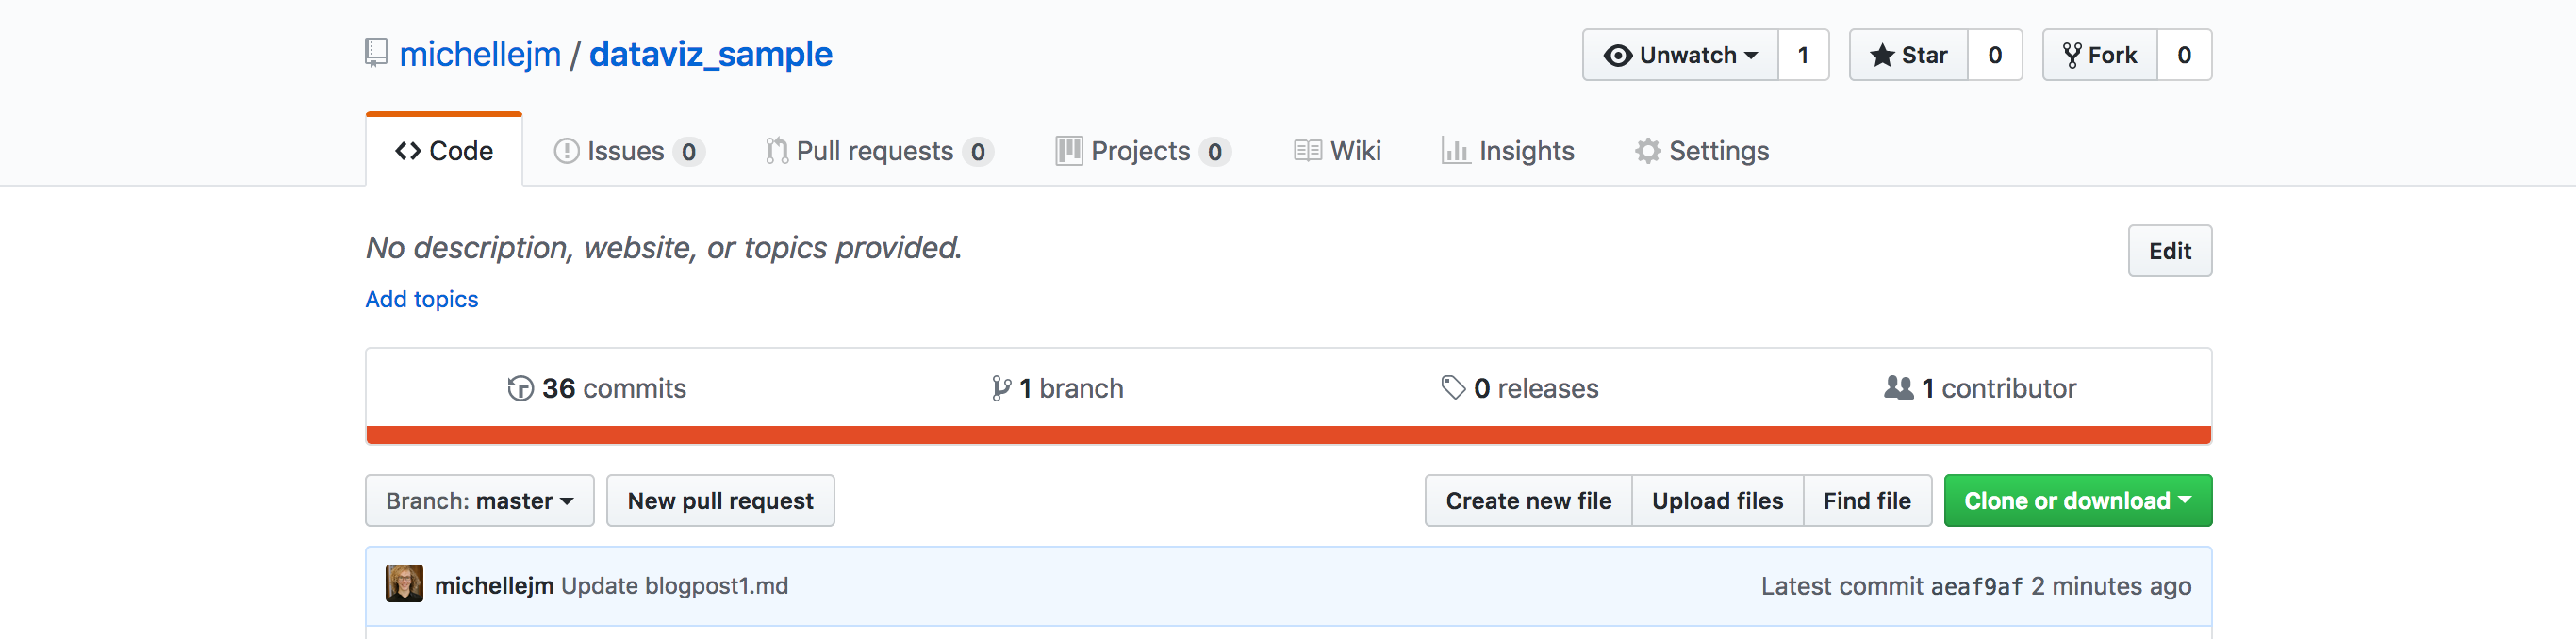 michellejm / dataviz_sample
Unwatch 1 Star 0 Fork 0
Code Issues 0 Pull requests 0 Projects 0 Wiki Insights Settings
No description, website, or topics provided.
Edit
Add topics
36 commits 1 branch 0 releases 1 contributor
Branch: master New pull request Create new file Upload files Find file Clone or download
michellejm Update blogpost1.md Latest commit aeaf9af 2 minutes ago